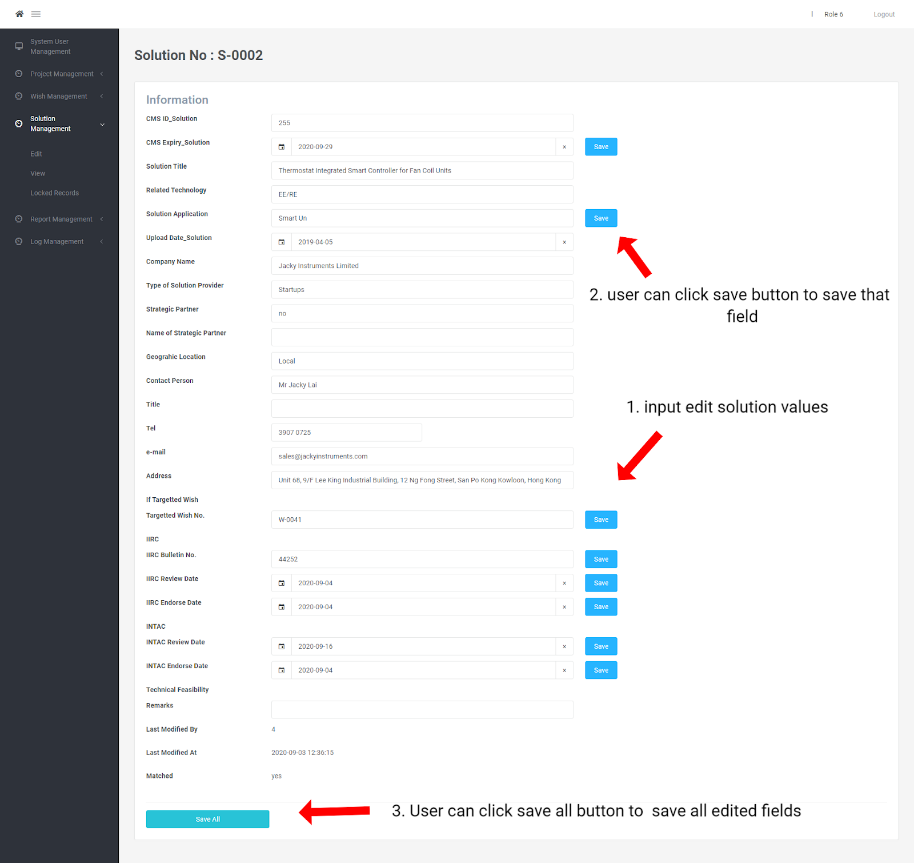 Role 6
Logout
System User
Management
Project Management
Wish Management
Solution
Management
Edit
View
Locked Records
Report Management
Log Management
Solution No : S-0002
Information
CMS ID_Solution
255
CMS Expiry_Solution
2020-09-29
×
Save
Solution Title
Thermostat Integrated Smart Controller for Fan Coil Units
Related Technology
EE/RE
Solution Application
Smart Un
Save
Upload Date_Solution
2019-04-05
×
Company Name
Jacky Instruments Limited
Type of Solution Provider
Startups
2. user can click save button to save that
field
Strategic Partner
no
Name of Strategic Partner
Geograhic Location
Local
Contact Person
Mr Jacky Lai
Title
1. input edit solution values
Tel
3907 0725
e-mail
sales@jackyinstruments.com
Address
Unit 6B, 9/F Lee King Industrial Building, 12 Ng Fong Street, San Po Kong Kowloon, Hong Kong
If Targetted Wish
Targetted Wish No.
W-0041
Save
IIRC
IIRC Bulletin No.
44252
Save
IIRC Review Date
2020-09-04
×
Save
IIRC Endorse Date
2020-09-04
×
Save
INTAC
INTAC Review Date
2020-09-16
×
Save
INTAC Endorse Date
2020-09-04
×
Save
Technical Feasibility
Remarks
Last Modified By
4
Last Modified At
2020-09-03 12:36:15
Matched
yes
Save All
3. User can click save all button to save all edited fields